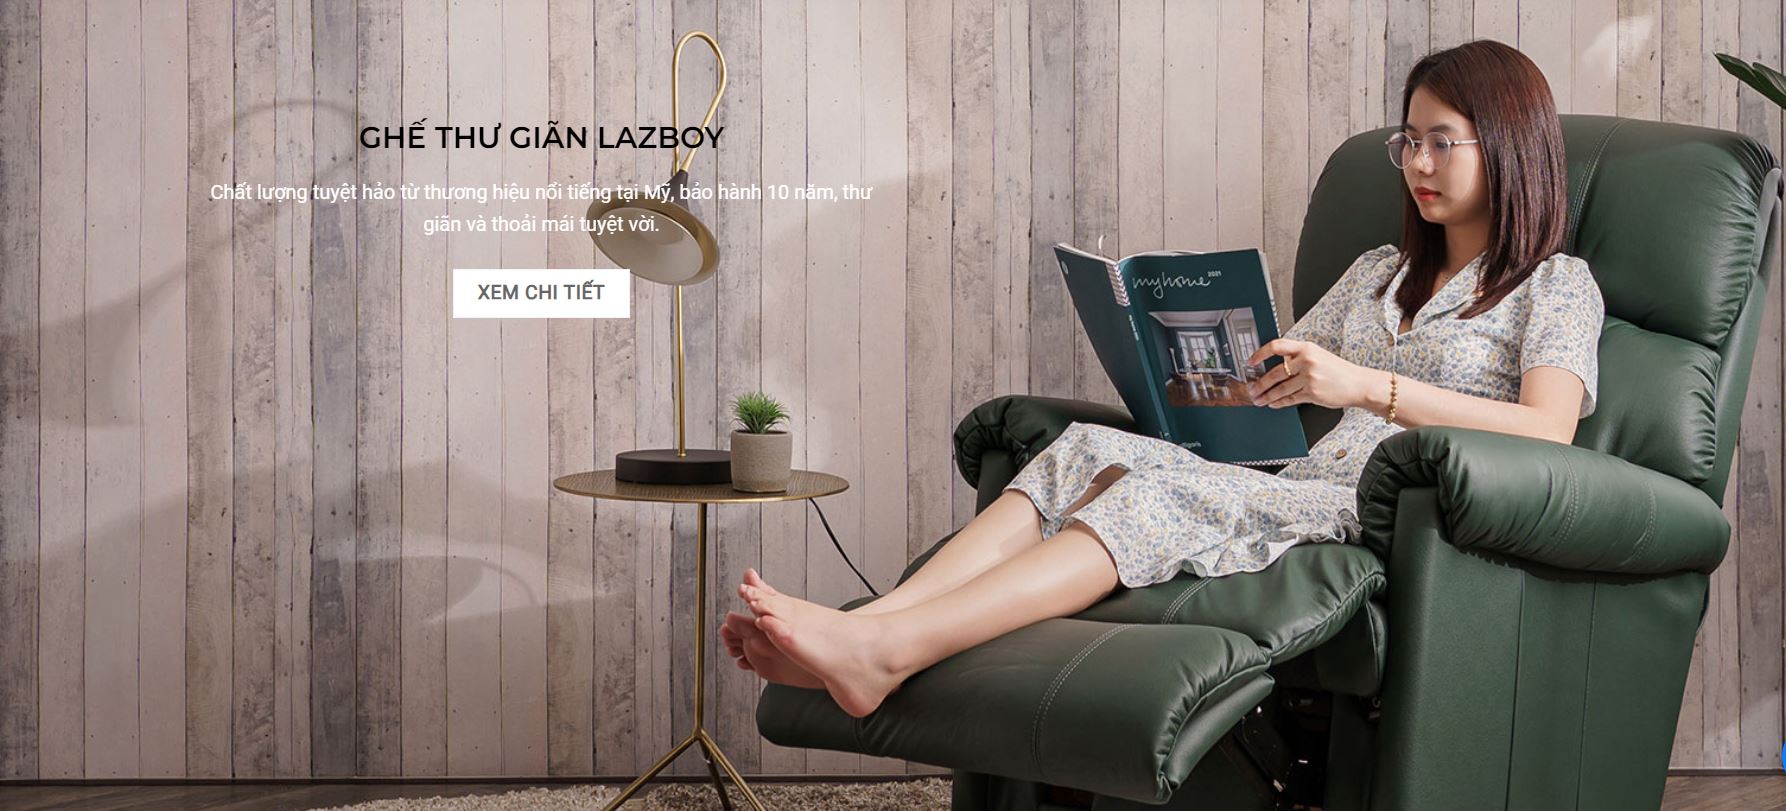 GHẾ THƯ GIÃN LAZBOY
Chất lượng tuyệt hảo từ thương hiệu nổi tiếng tại Mỹ, bảo hành 10 năm, thư
giãn và thoải mái tuyệt vời.
XEM CHI TIẾT
myhome 2021